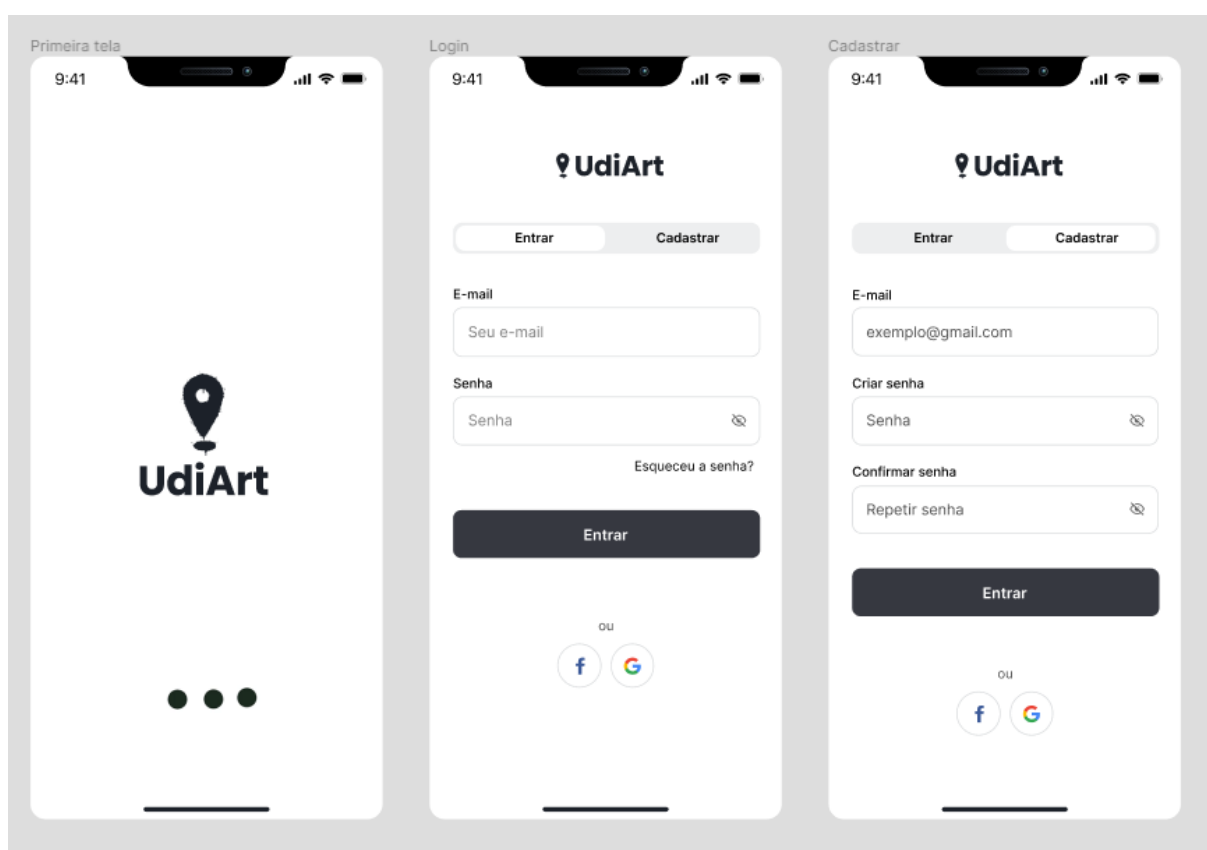 Primeira tela
9:41
UdiArt
Login
9:41
UdiArt
Entrar Cadastrar
E-mail
Seu e-mail
Senha
Senha
Esqueceu a senha?
Entrar
ou
f G
Cadastrar
9:41
UdiArt
Entrar Cadastrar
E-mail
exemplo@gmail.com
Criar senha
Senha
Confirmar senha
Repetir senha
Entrar
ou
f G